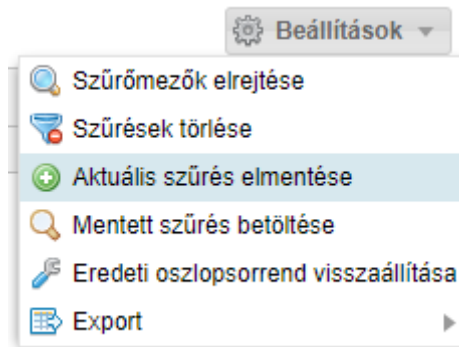 Beállítások
Szűrőmezők elrejtése
Szűrések törlése
Aktuális szűrés elmentése
Mentett szűrés betöltése
Eredeti oszlopsorrend visszaállítása
Export